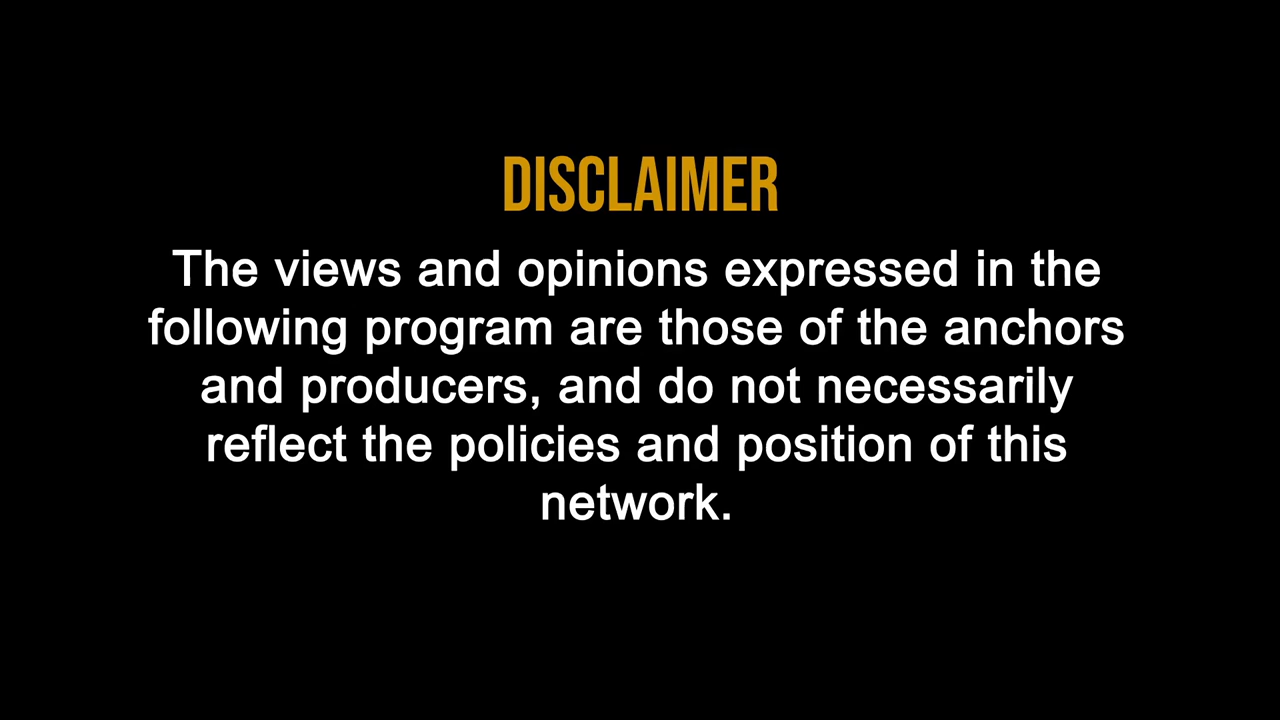 DISCLAIMER
The views and opinions expressed in the
following program are those of the anchors
and producers, and do not necessarily
reflect the policies and position of this
network.